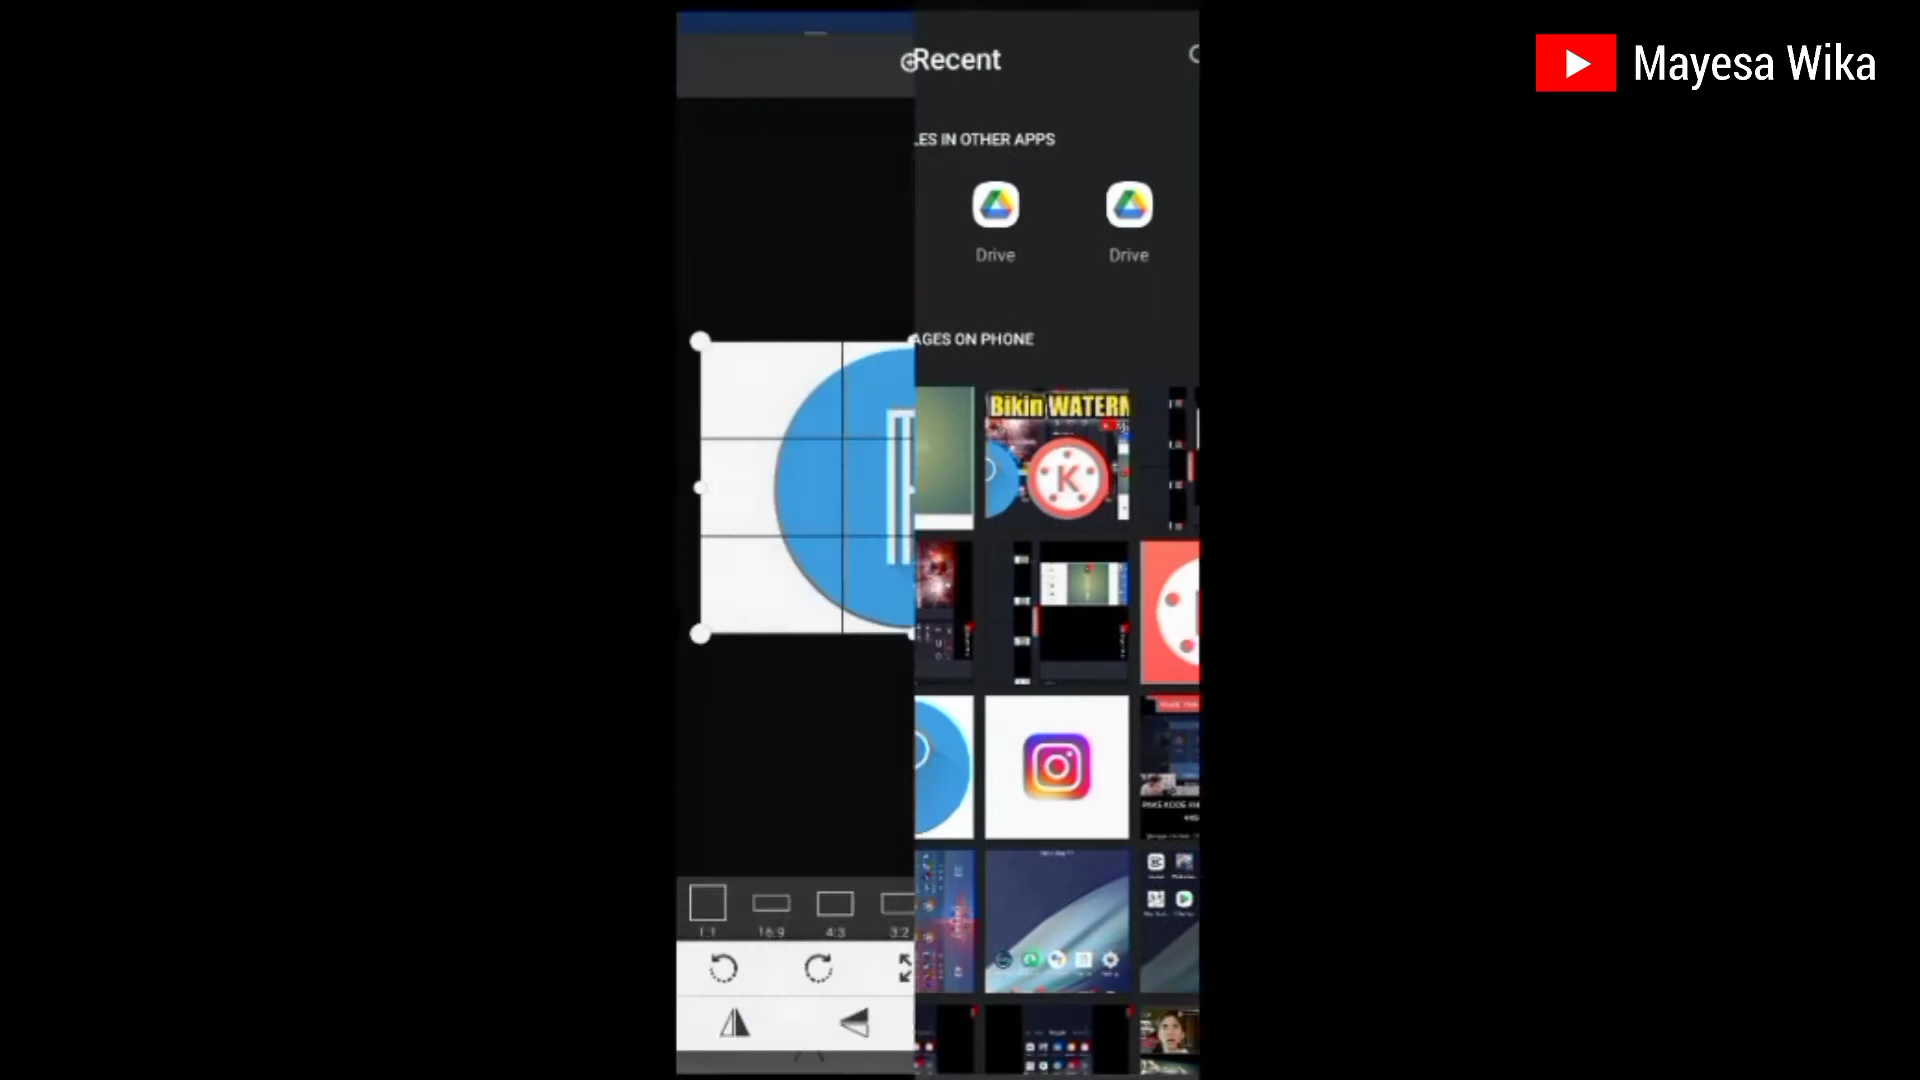 Mayesa Wika
Recent
LES IN OTHER APPS
Drive
Drive
AGES ON PHONE
Bikin WATERM
K
1:1
16:9
4:3
3:2